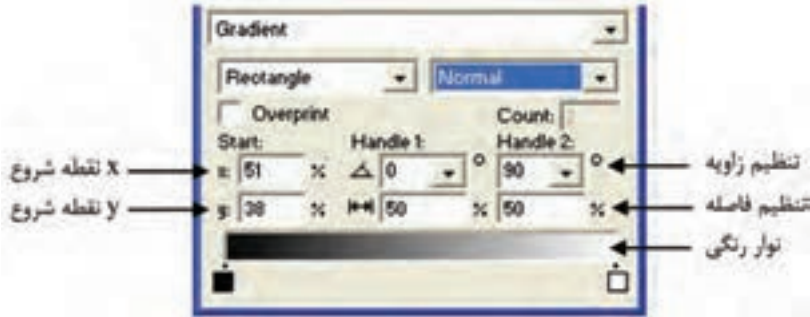 Gradient
Rectangle Normal
Overprint Count:
Start: Handle 1: Handle 2:
x نقطه شروع x: 51 % 0 ° 90 ° تنظیم زاویه
y نقطه شروع y: 38 % 50 % 50 % تنظیم فاصله
نوار رنگی